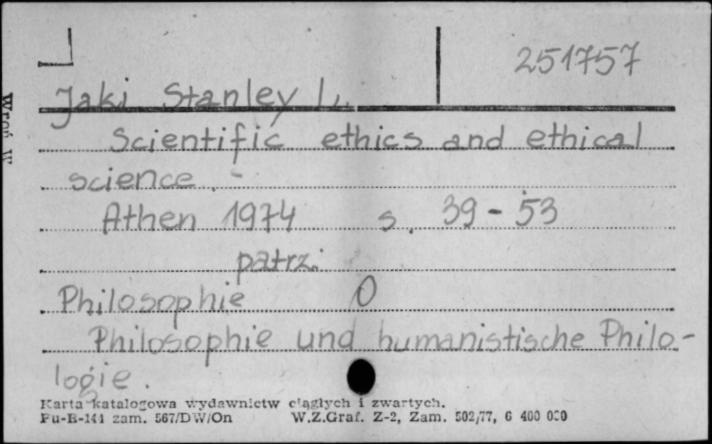 251757
Jaki Stanley L.
Scientific ethics and ethical
science. -
Athen 1974 s. 39 - 53
patrz:
Philosophie O
Philosophie und humanistische Philo-
logie.
Karta katalogowa wydawnictw ciągłych i zwartych.
Pu-K-141 zam. 567/DW/On W.Z.Graf. Z-2, Zam. 502/77, 6 400 000